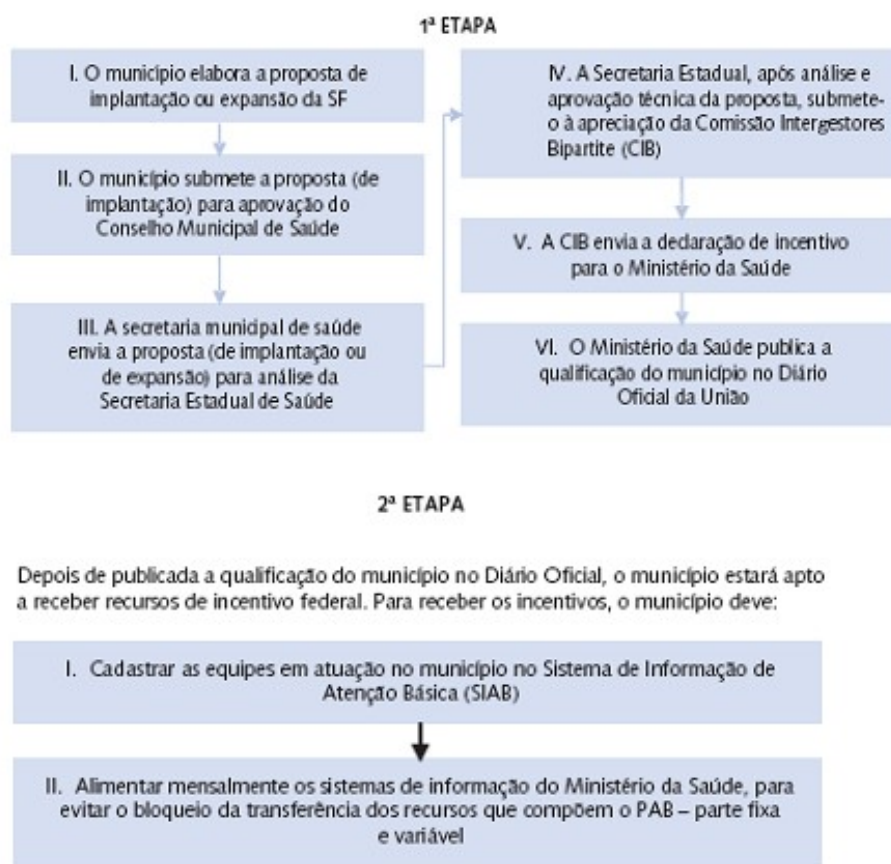 1ª ETAPA
I. O município elabora a proposta de
implantação ou expansão da SF
II. O município submete a proposta (de
implantação) para aprovação do
Conselho Municipal de Saúde
III. A secretaria municipal de saúde
envia a proposta (de implantação ou
de expansão) para análise da
Secretaria Estadual de Saúde
IV. A Secretaria Estadual, após análise e
aprovação técnica da proposta, submete-
o à apreciação da Comissão Intergestores
Bipartite (CIB)
V. A CIB envia a declaração de incentivo
para o Ministério da Saúde
VI. O Ministério da Saúde publica a
qualificação do município no Diário
Oficial da União
2ª ETAPA
Depois de publicada a qualificação do município no Diário Oficial, o município estará apto
a receber recursos de incentivo federal. Para receber os incentivos, o município deve:
I. Cadastrar as equipes em atuação no município no Sistema de Informação de
Atenção Básica (SIAB)
II. Alimentar mensalmente os sistemas de informação do Ministério da Saúde, para
evitar o bloqueio da transferência dos recursos que compõem o PAB – parte fixa
e variável